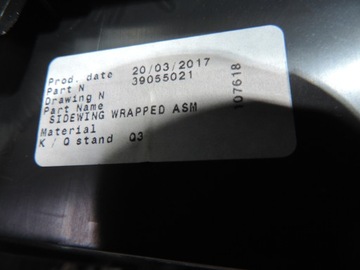 Prod. date 20/03/2017
Part N 39055021
Drawing N
Part Name
SIDEWING WRAPPED ASM
Material
K / Q stand Q3
107618